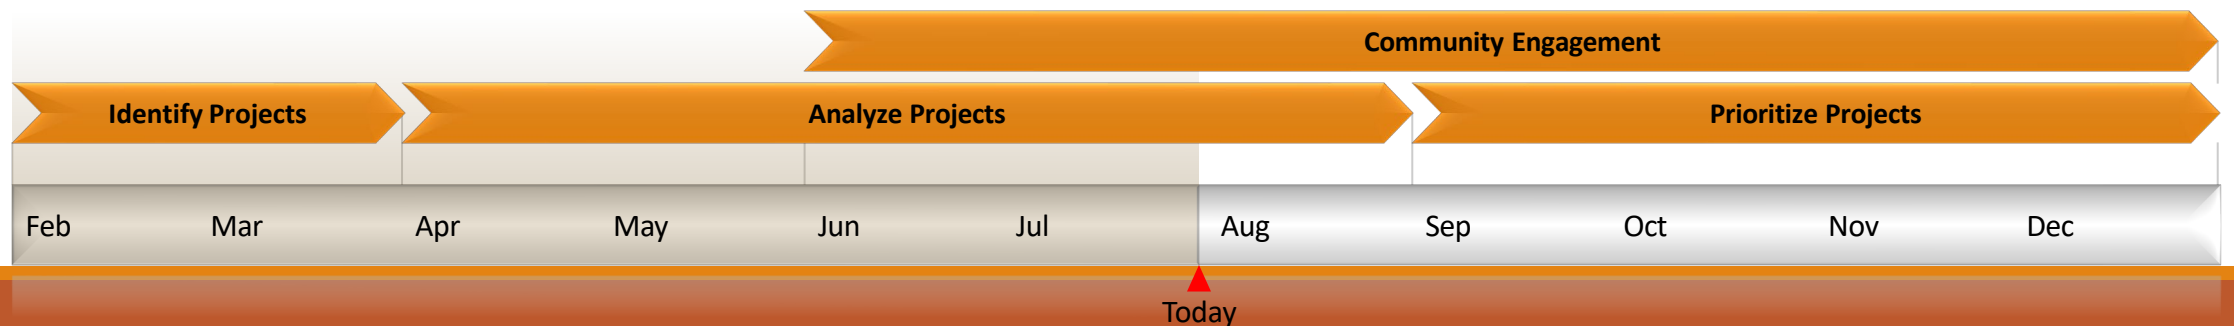 Community Engagement
Identify Projects Analyze Projects Prioritize Projects
Feb Mar Apr May Jun Jul Aug Sep Oct Nov Dec
Today